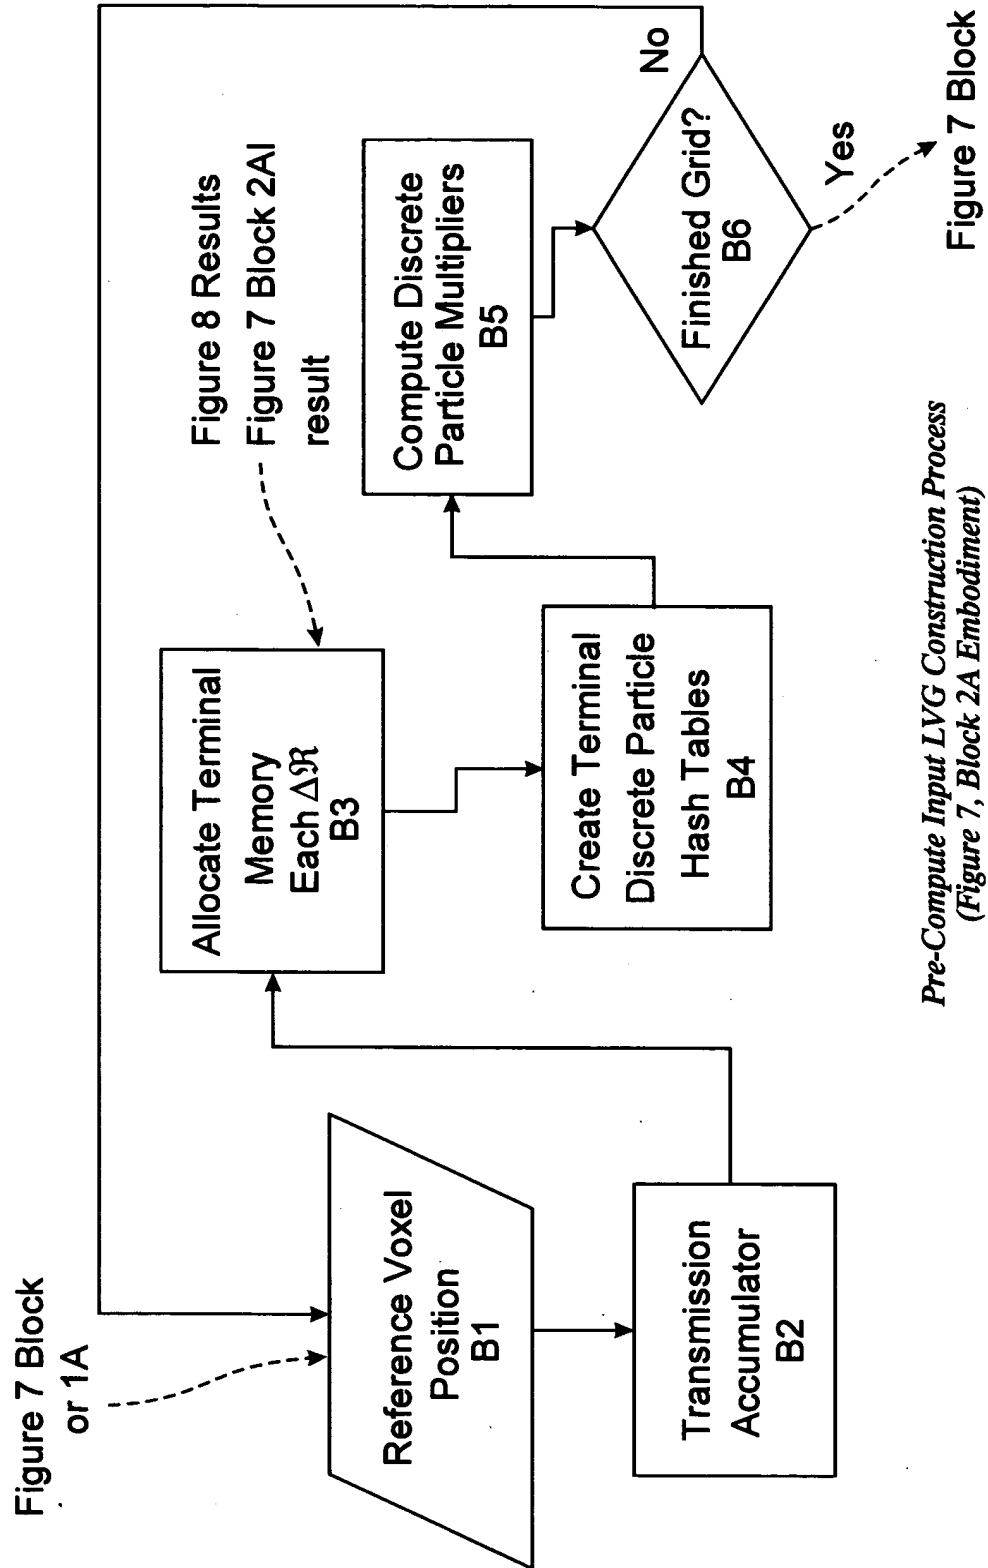 Figure 7 Block
or 1A
Reference Voxel
Position
B1
Transmission
Accumulator
B2
Allocate Terminal
Memory
Each Δℜ
B3
Figure 8 Results
Figure 7 Block 2AI
result
Create Terminal
Discrete Particle
Hash Tables
B4
Compute Discrete
Particle Multipliers
B5
Finished Grid?
B6
No
Yes
Figure 7 Block
Pre-Compute Input LVG Construction Process
(Figure 7, Block 2A Embodiment)